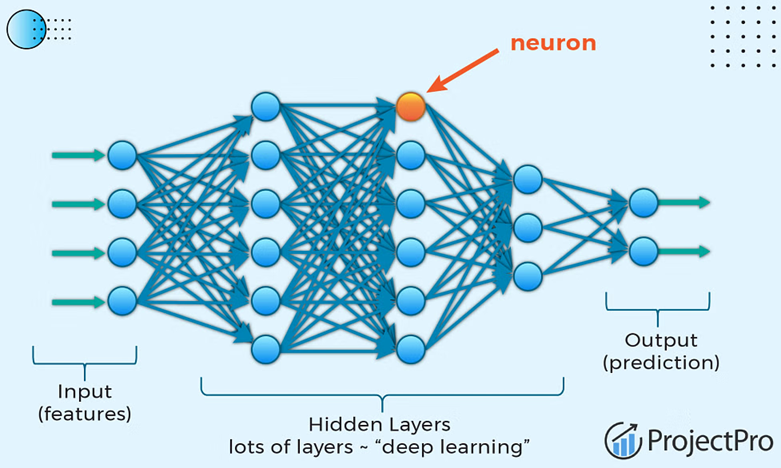 neuron
Input
(features)
Hidden Layers
lots of layers ~ “deep learning”
Output
(prediction)
ProjectPro